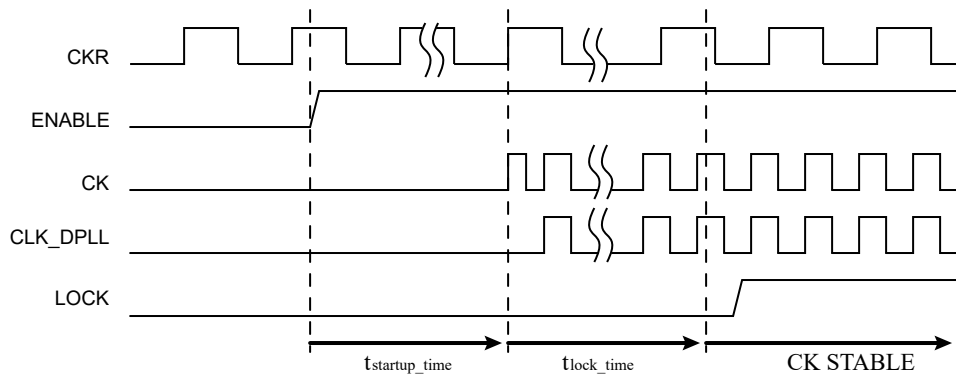 CKR
ENABLE
CK
CLK_DPLL
LOCK
tstartup_time tlock_time CK STABLE